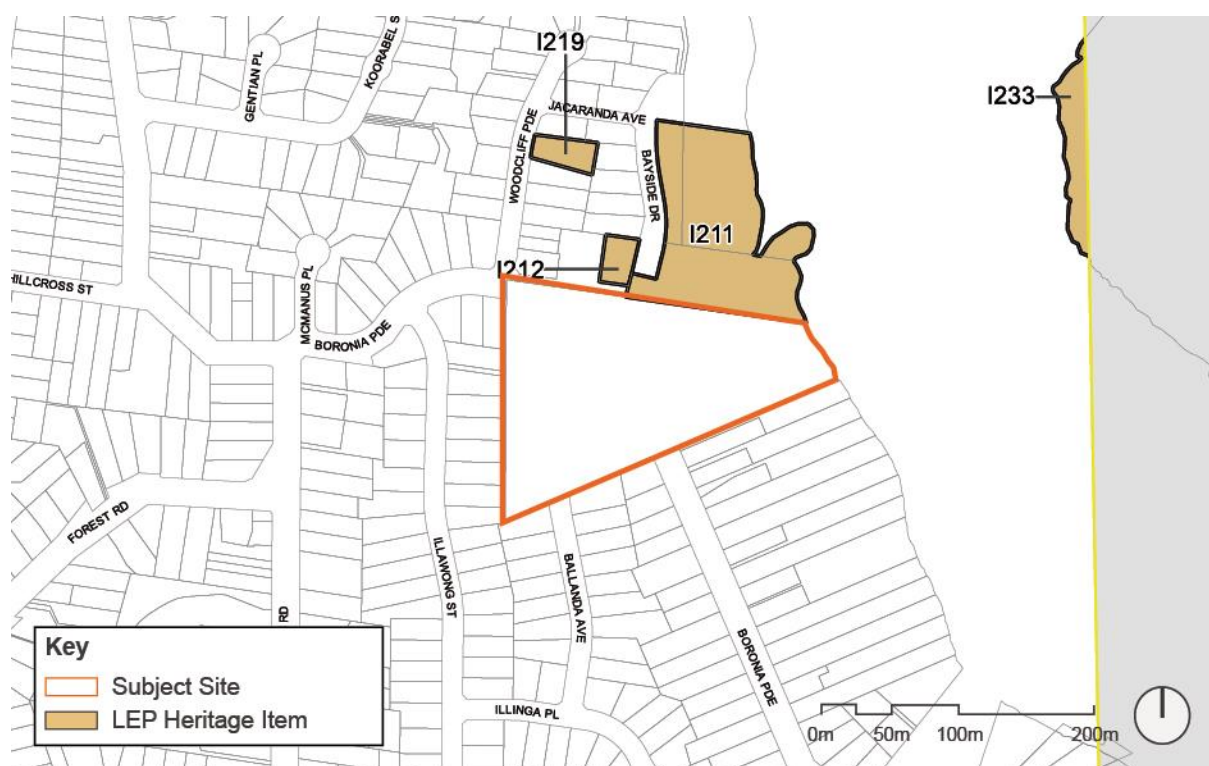 I219
GENTIAN PL
KOORABEL S
WOODCLIFF PDE
JACARANDA AVE
BAYSIDE DR
I233
I211
I212
HILLCROSS ST
MCMANUS PL
BORONIA PDE
FOREST RD
ILLAWONG ST
BALLANDA AVE
BORONIA PDE
RD
ILLINGA PL
Key
Subject Site
LEP Heritage Item
0m 50m 100m 200m